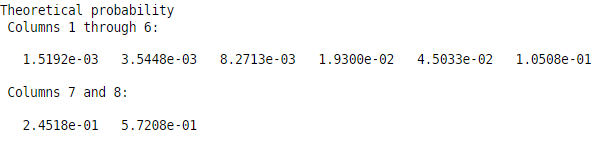 Theoretical probability
Columns 1 through 6:
1.5192e-03 3.5448e-03 8.2713e-03 1.9300e-02 4.5033e-02 1.0508e-01
Columns 7 and 8:
2.4518e-01 5.7208e-01